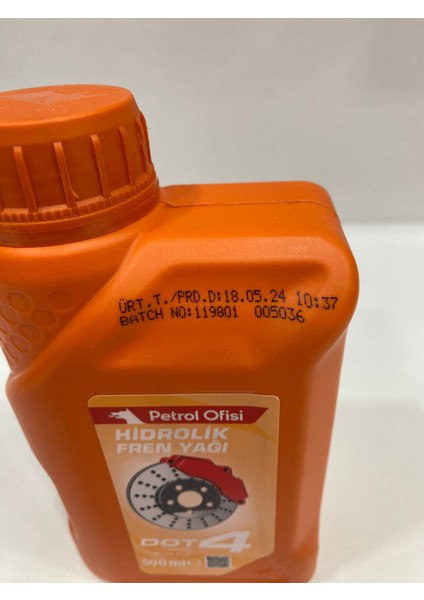 ÜRT.T./PRD.D:18.05.24 10:37
BATCH NO:119801 005036
Petrol Ofisi
HİDROLİK
FREN YAĞI
DOT 4
500 ml e